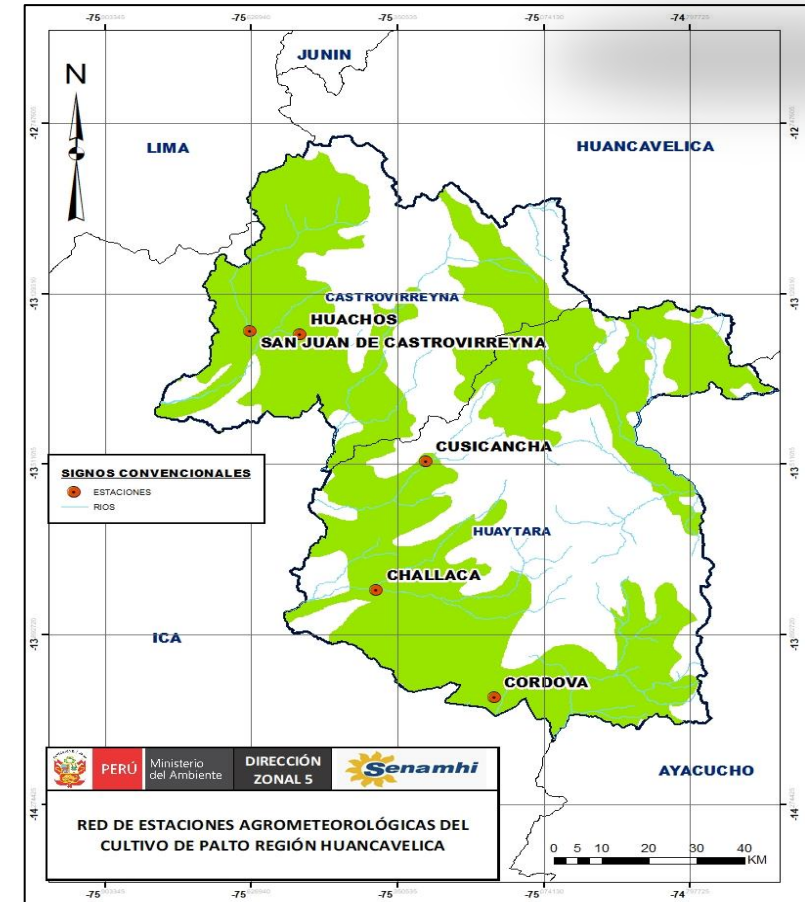 JUNIN
N
LIMA
HUANCAVELICA
CASTROVIRREYNA
HUACHOS
SAN JUAN DE CASTROVIRREYNA
CUSICANCHA
SIGNOS CONVENCIONALES
ESTACIONES
RIOS
HUAYTARA
CHALLACA
ICA
CORDOVA
PERÚ
Ministerio
del Ambiente
DIRECCIÓN
ZONAL 5
Senamhi
AYACUCHO
RED DE ESTACIONES AGROMETEOROLÓGICAS DEL
CULTIVO DE PALTO REGIÓN HUANCAVELICA
0 5 10 20 30 40
KM